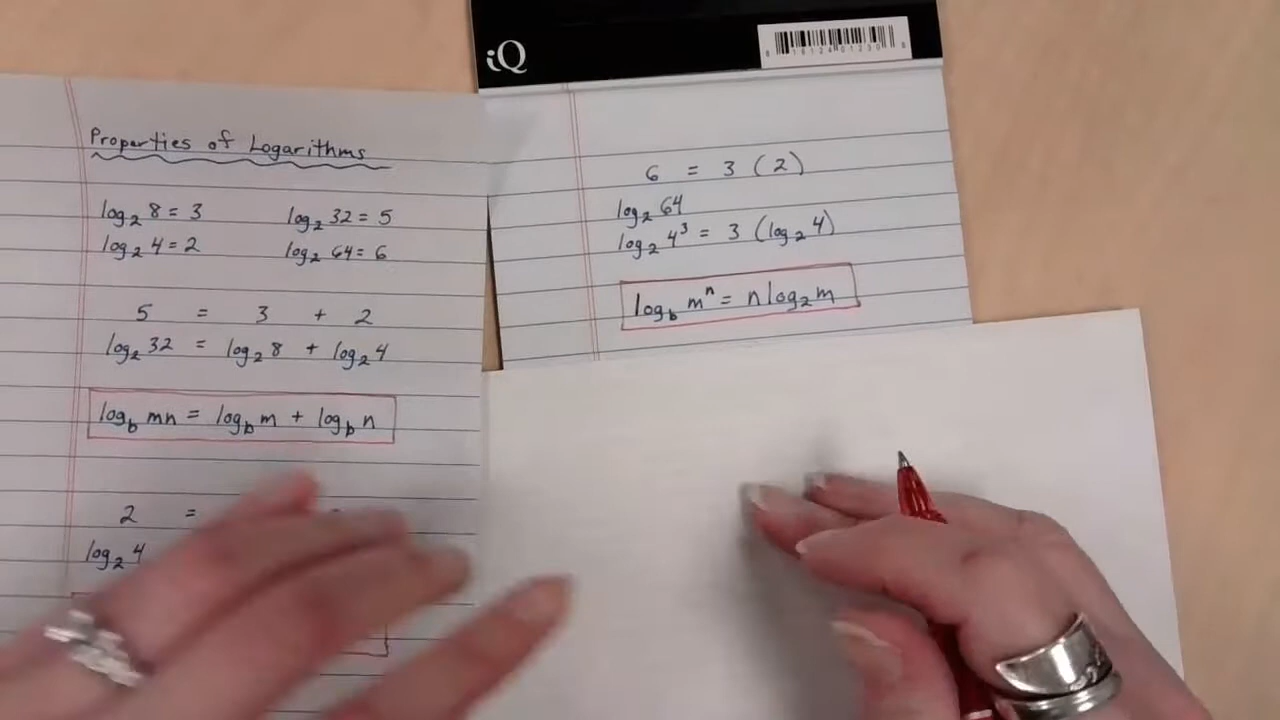 Properties of Logarithms
log₂ 8 = 3 log₂ 32 = 5
log₂ 4 = 2 log₂ 64 = 6
5 = 3 + 2
log₂ 32 = log₂ 8 + log₂ 4
log_b mn = log_b m + log_b n
2 =
log₂ 4
iQ
6 = 3 (2)
log₂ 64
log₂ 4³ = 3 (log₂ 4)
log_b mⁿ = n log₂ m